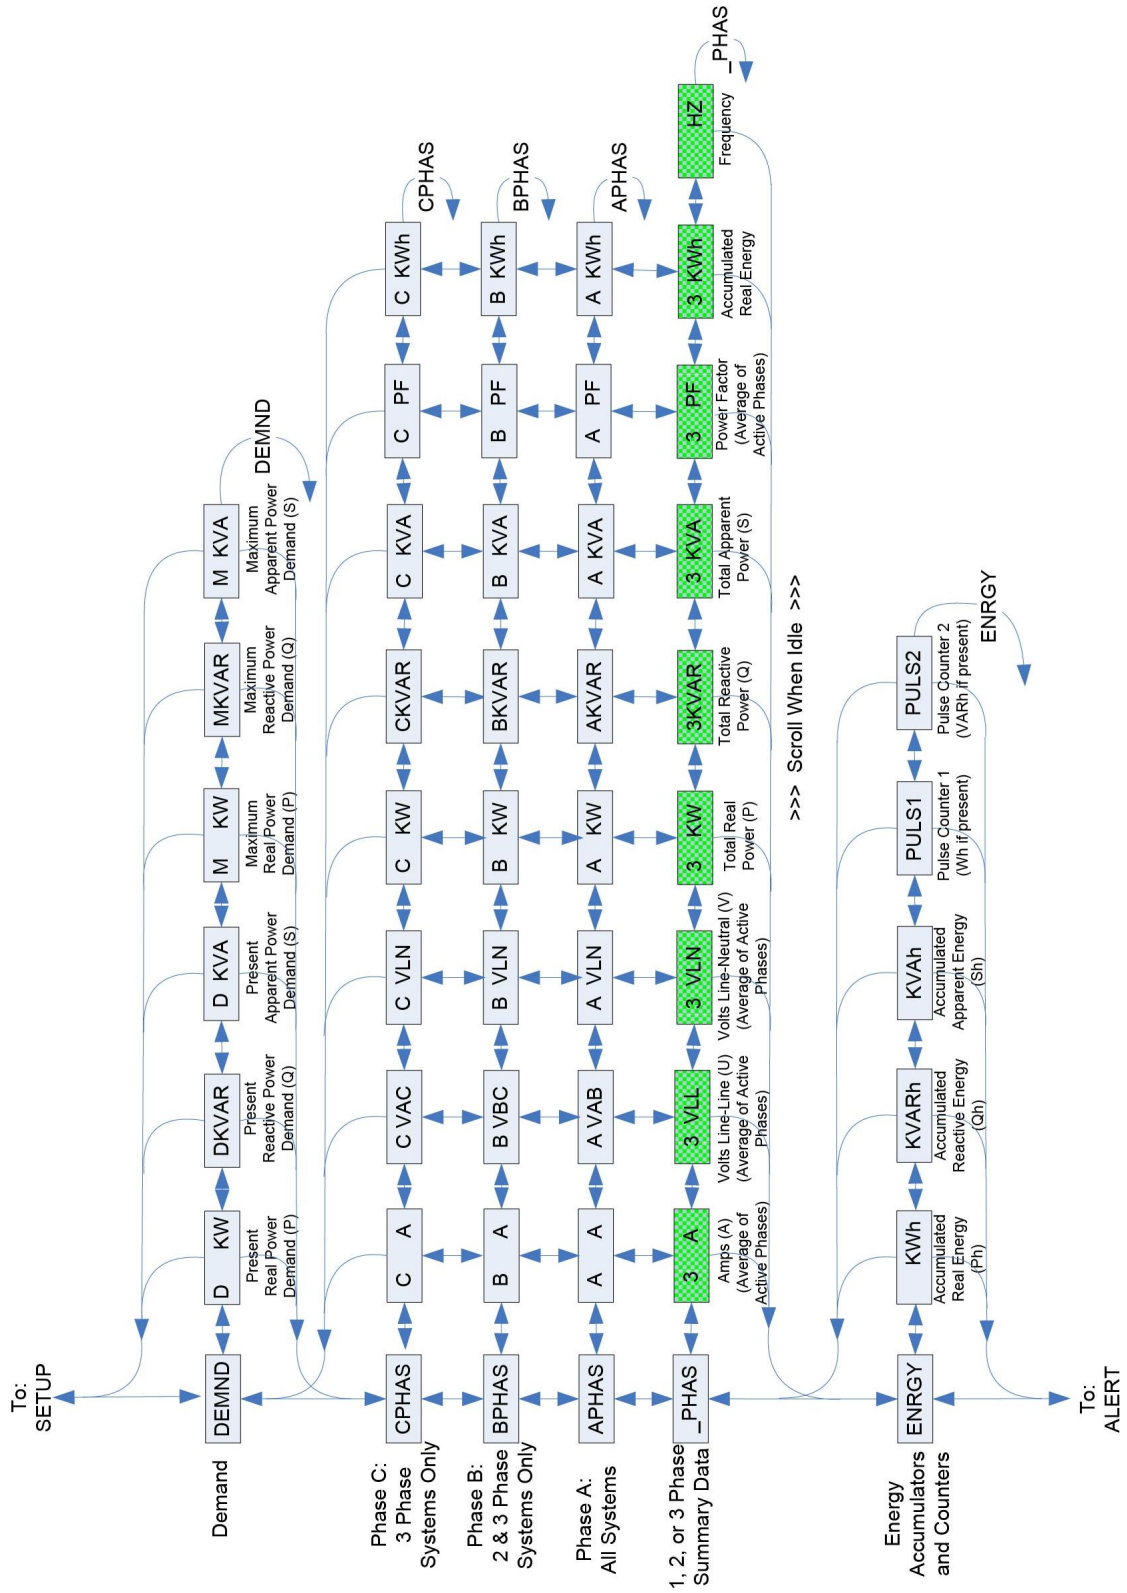 To:
SETUP
Demand
DEMND
D KW
DKVAR
D KVA
M KW
MKVAR
M KVA
DEMND
Present
Real Power
Demand (P)
Present
Reactive Power
Demand (Q)
Present
Apparent Power
Demand (S)
Maximum
Real Power
Demand (P)
Maximum
Reactive Power
Demand (Q)
Maximum
Apparent Power
Demand (S)
Phase C:
3 Phase
Systems Only
CPHAS
C A
C VAC
C VLN
C KW
CKVAR
C KVA
C PF
C KWh
CPHAS
Phase B:
2 & 3 Phase
Systems Only
BPHAS
B A
B VBC
B VLN
B KW
BKVAR
B KVA
B PF
B KWh
BPHAS
Phase A:
All Systems
APHAS
A A
A VAB
A VLN
A KW
AKVAR
A KVA
A PF
A KWh
APHAS
1, 2, or 3 Phase
Summary Data
_PHAS
3 A
3 VLL
3 VLN
3 KW
3KVAR
3 KVA
3 PF
3 KWh
HZ
_PHAS
Amps (A)
(Average of
Active Phases)
Volts Line-Line (U)
(Average of Active
Phases)
Volts Line-Neutral (V)
(Average of Active
Phases)
Total Real
Power (P)
Total Reactive
Power (Q)
Total Apparent
Power (S)
Power Factor
(Average of
Active Phases)
Accumulated
Real Energy
Frequency
>>> Scroll When Idle >>>
Energy
Accumulators
and Counters
ENRGY
KWh
KVARh
KVAh
PULS1
PULS2
ENRGY
Accumulated
Real Energy
(Ph)
Accumulated
Reactive Energy
(Qh)
Accumulated
Apparent Energy
(Sh)
Pulse Counter 1
(Wh if present)
Pulse Counter 2
(VARh if present)
To:
ALERT